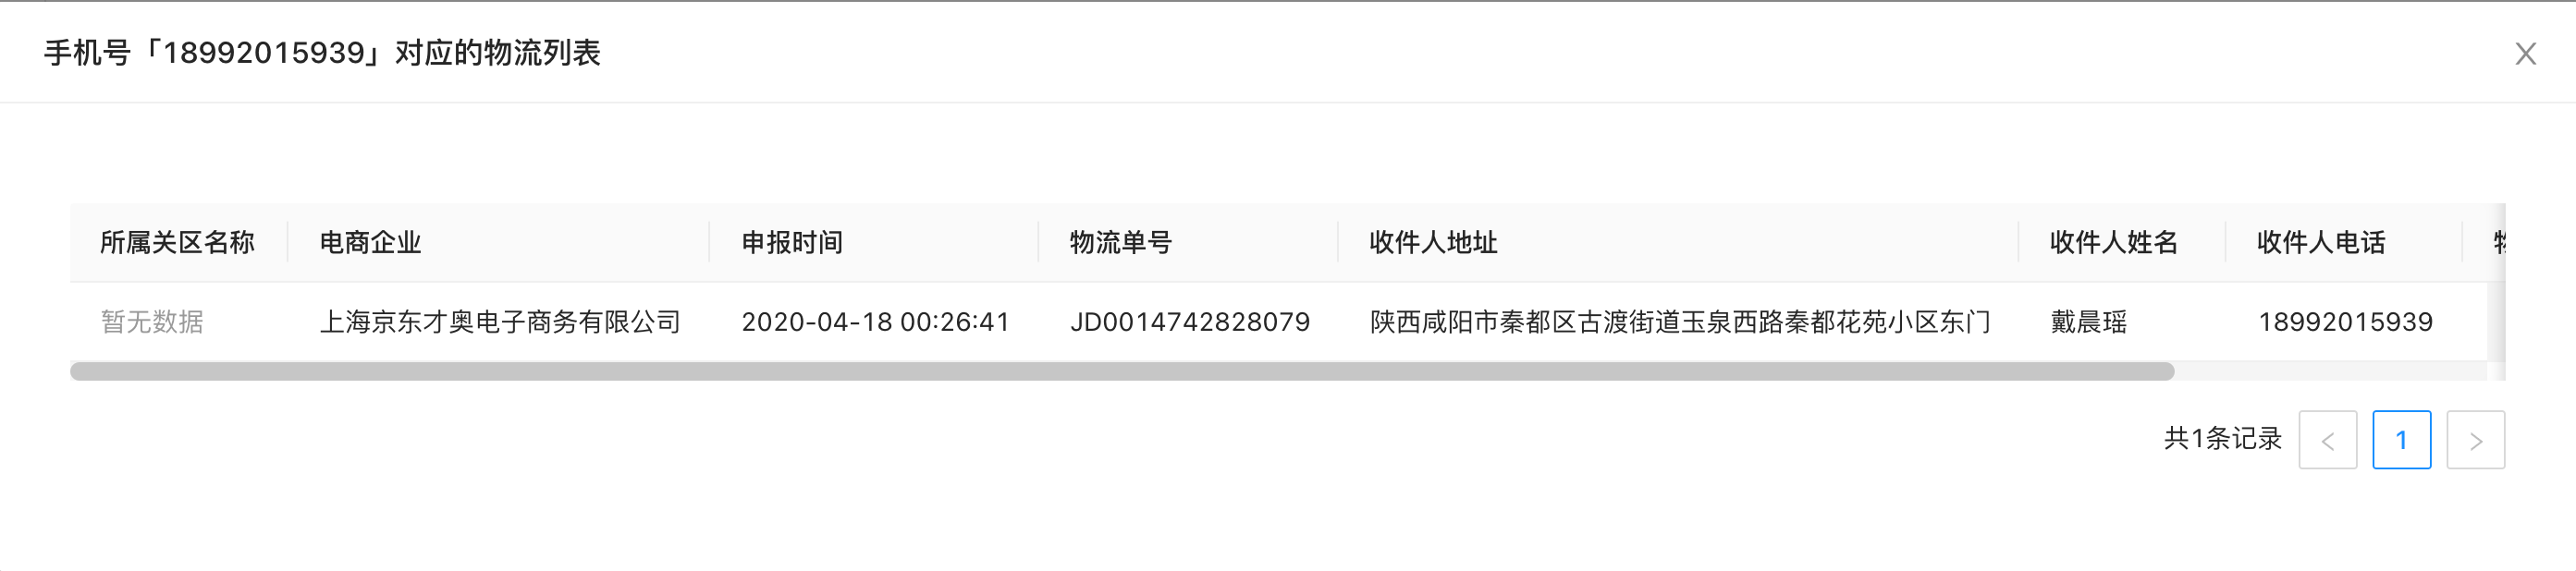 手机号「18992015939」对应的物流列表
所属关区名称 电商企业 申报时间 物流单号 收件人地址 收件人姓名 收件人电话
暂无数据 上海京东才奥电子商务有限公司 2020-04-18 00:26:41 JD0014742828079 陕西咸阳市秦都区古渡街道玉泉西路秦都花苑小区东门 戴晨瑶 18992015939
共1条记录 < 1 >